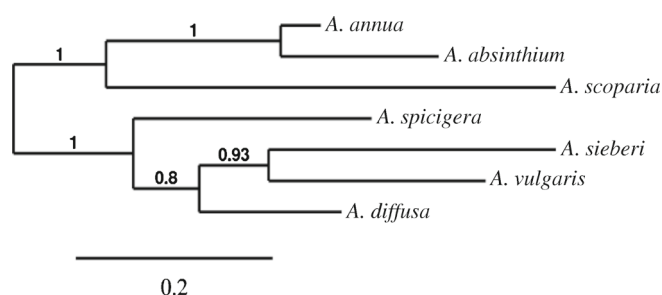 A. annua
1
A. absinthium
1
A. scoparia
A. spicigera
1
A. sieberi
0.93
0.8
A. vulgaris
A. diffusa
0.2